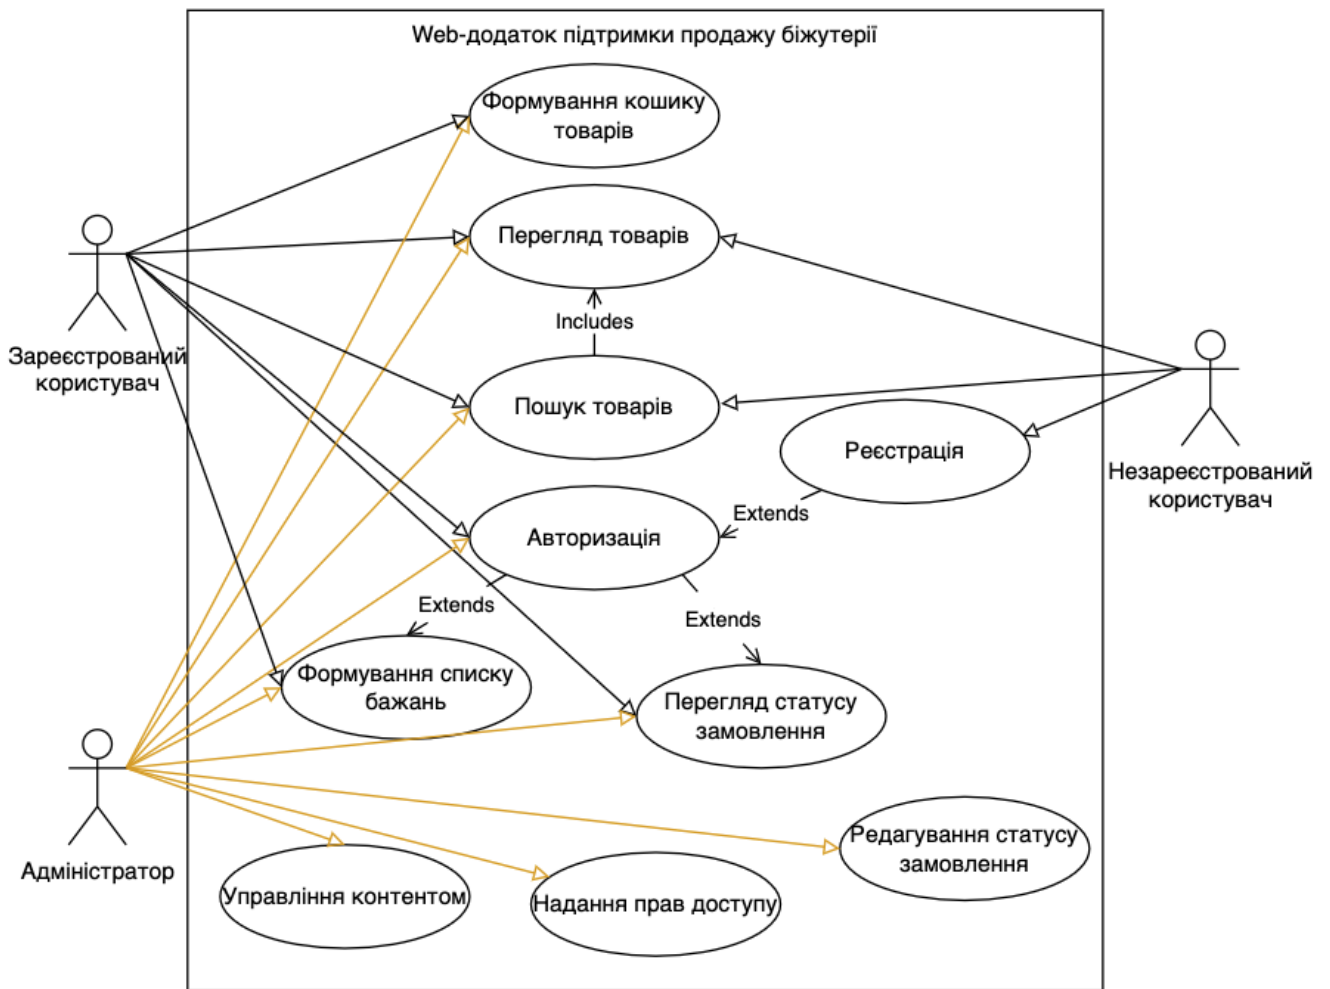 Web-додаток підтримки продажу біжутерії
Формування кошику
товарів
Перегляд товарів
Includes
Зареєстрований
користувач
Пошук товарів
Реєстрація
Незареєстрований
користувач
Extends
Авторизація
Extends
Extends
Формування списку
бажань
Перегляд статусу
замовлення
Адміністратор
Редагування статусу
замовлення
Управління контентом
Надання прав доступу